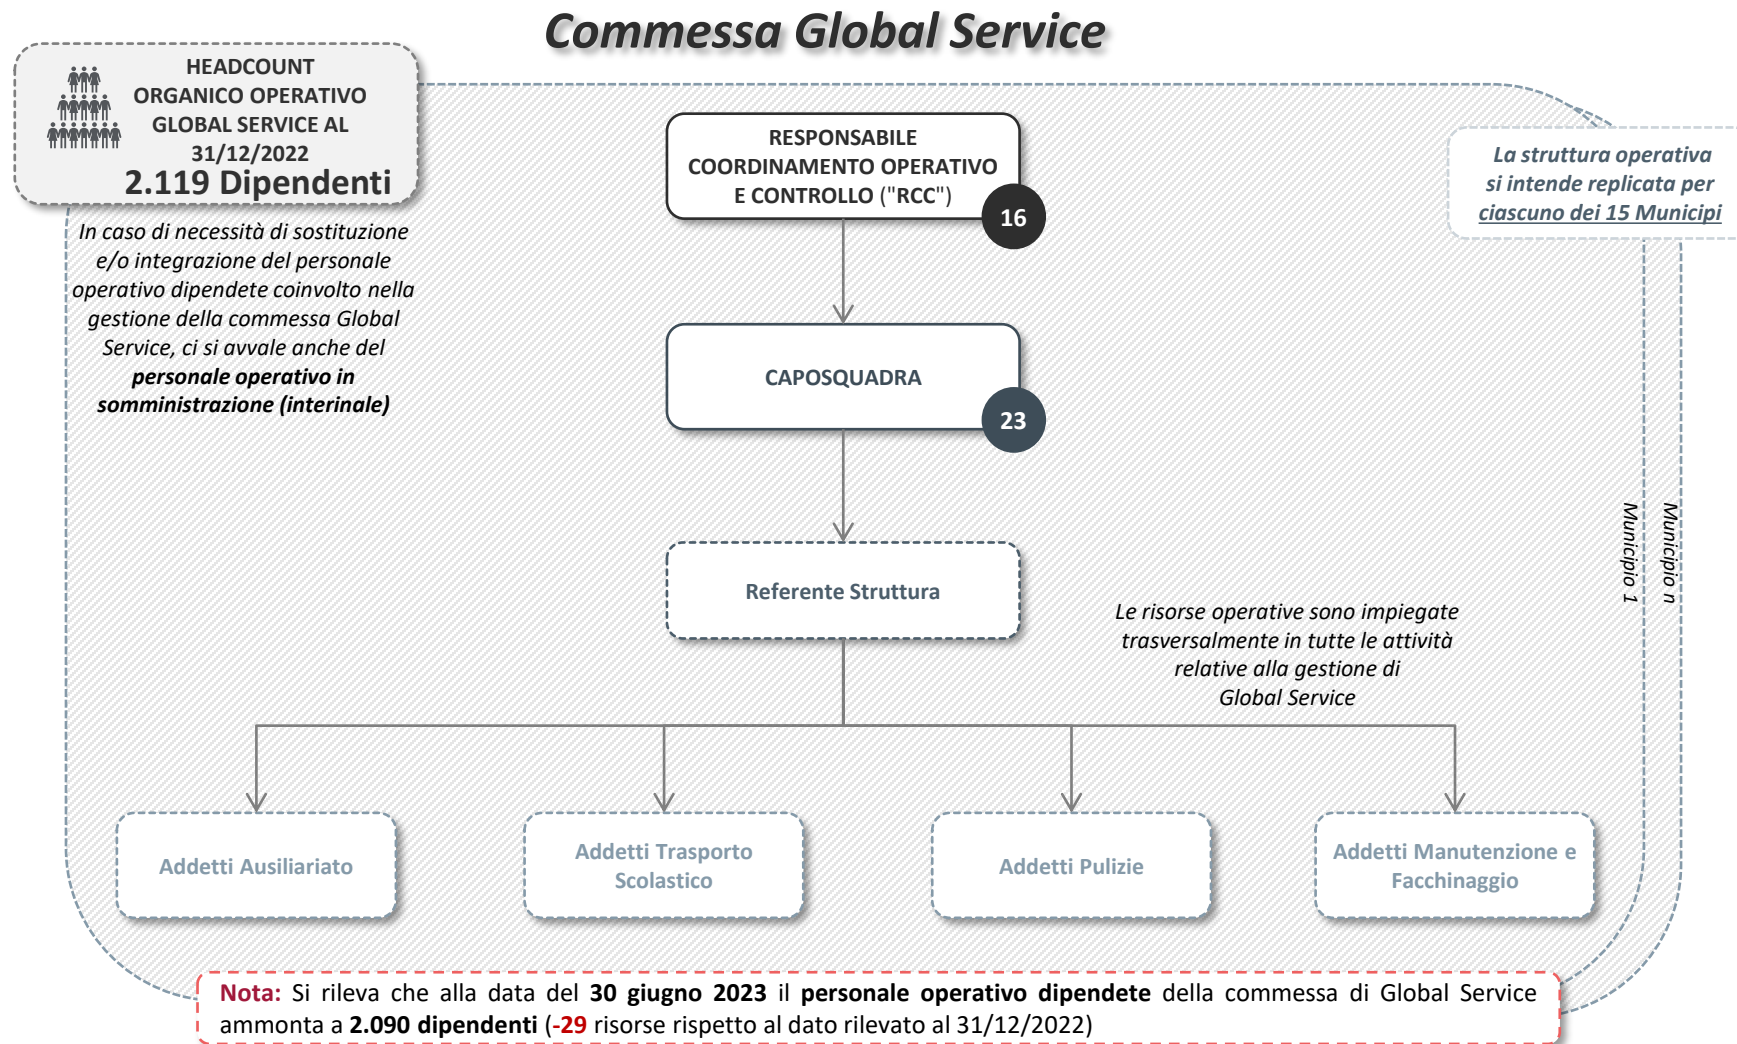 Commessa Global Service
HEADCOUNT
ORGANICO OPERATIVO
GLOBAL SERVICE AL
31/12/2022
2.119 Dipendenti
In caso di necessità di sostituzione
e/o integrazione del personale
operativo dipendete coinvolto nella
gestione della commessa Global
Service, ci si avvale anche del
personale operativo in
somministrazione (interinale)
RESPONSABILE
COORDINAMENTO OPERATIVO
E CONTROLLO ("RCC")
16
La struttura operativa
si intende replicata per
ciascuno dei 15 Municipi
CAPOSQUADRA
23
Municipio 1
Municipio n
Referente Struttura
Le risorse operative sono impiegate
trasversalmente in tutte le attività
relative alla gestione di
Global Service
Addetti Ausiliariato
Addetti Trasporto
Scolastico
Addetti Pulizie
Addetti Manutenzione e
Facchinaggio
Nota: Si rileva che alla data del 30 giugno 2023 il personale operativo dipendete della commessa di Global Service
ammonta a 2.090 dipendenti (-29 risorse rispetto al dato rilevato al 31/12/2022)